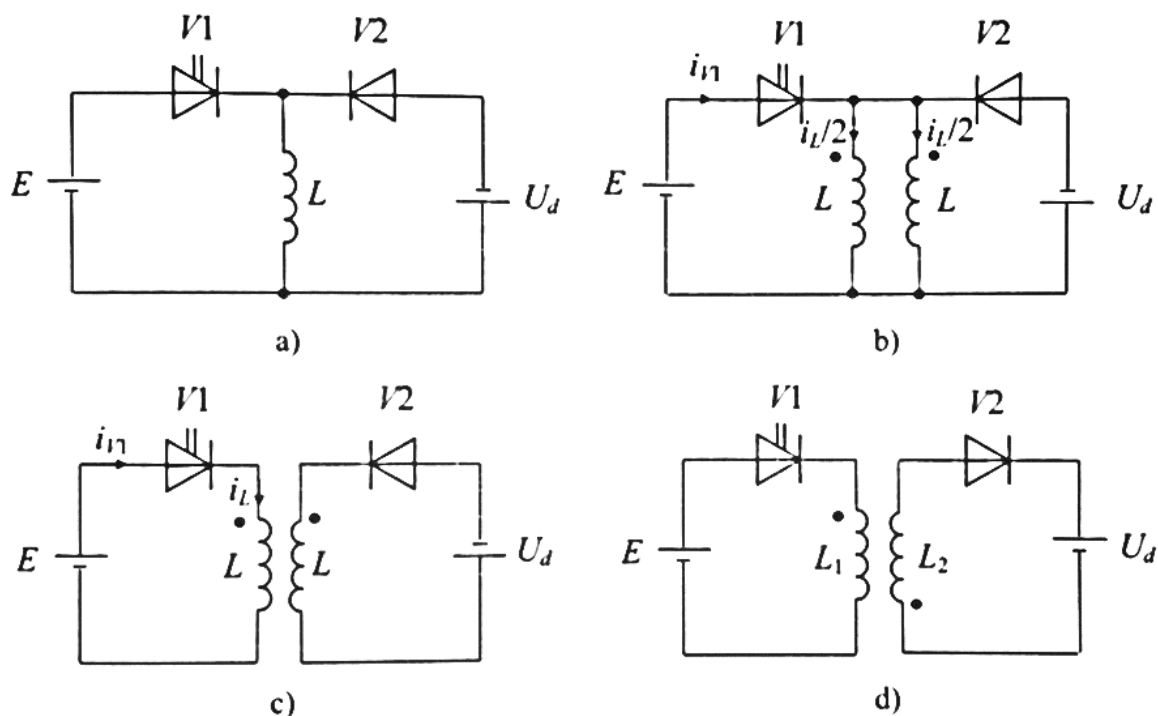 V1 V2
E L U_d
a)
V1 V2
i_V1
i_L/2 i_L/2
E L L U_d
b)
V1 V2
i_V1
i_L
E L L U_d
c)
V1 V2
E L_1 L_2 U_d
d)